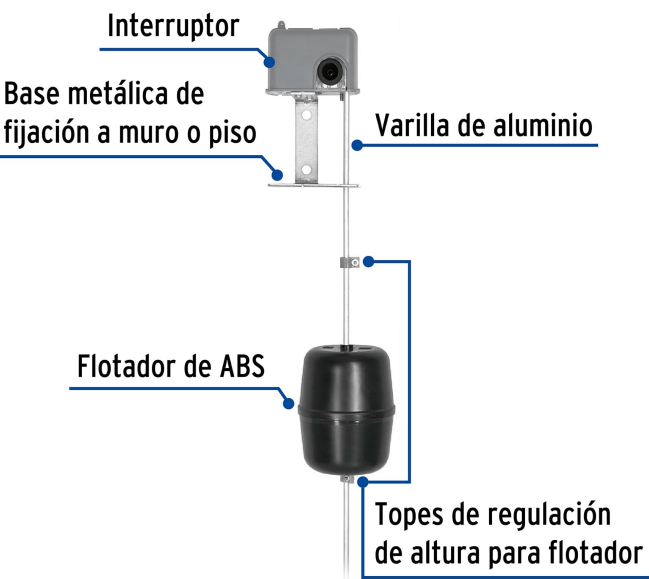 Interruptor
Base metálica de
fijación a muro o piso
Varilla de aluminio
Flotador de ABS
Topes de regulación
de altura para flotador